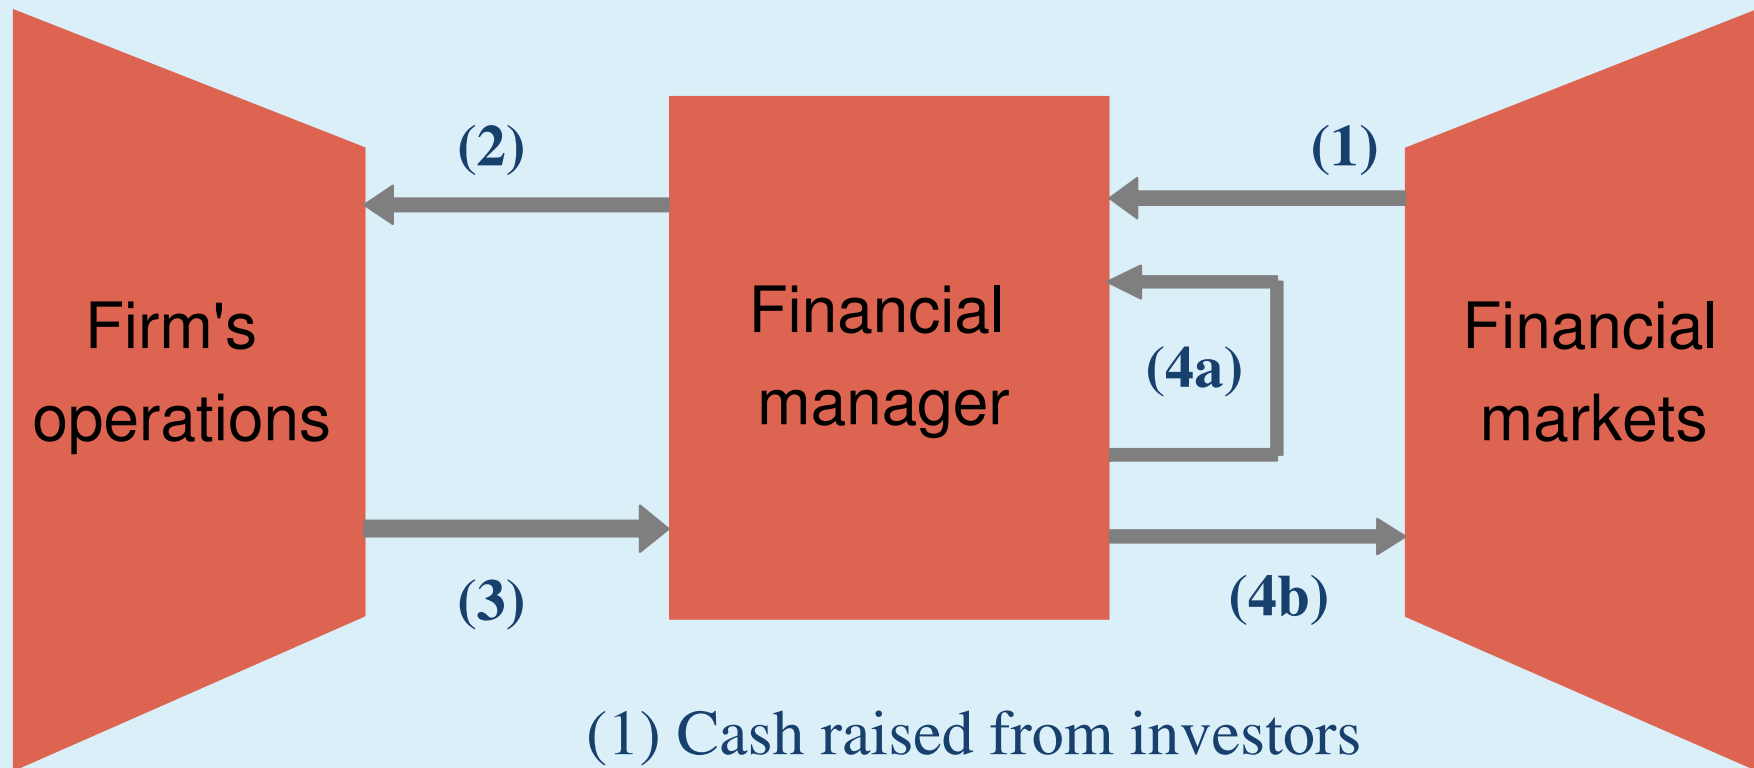 (2)
(1)
Firm's
operations
Financial
manager
(4a)
Financial
markets
(3)
(4b)
(1) Cash raised from investors